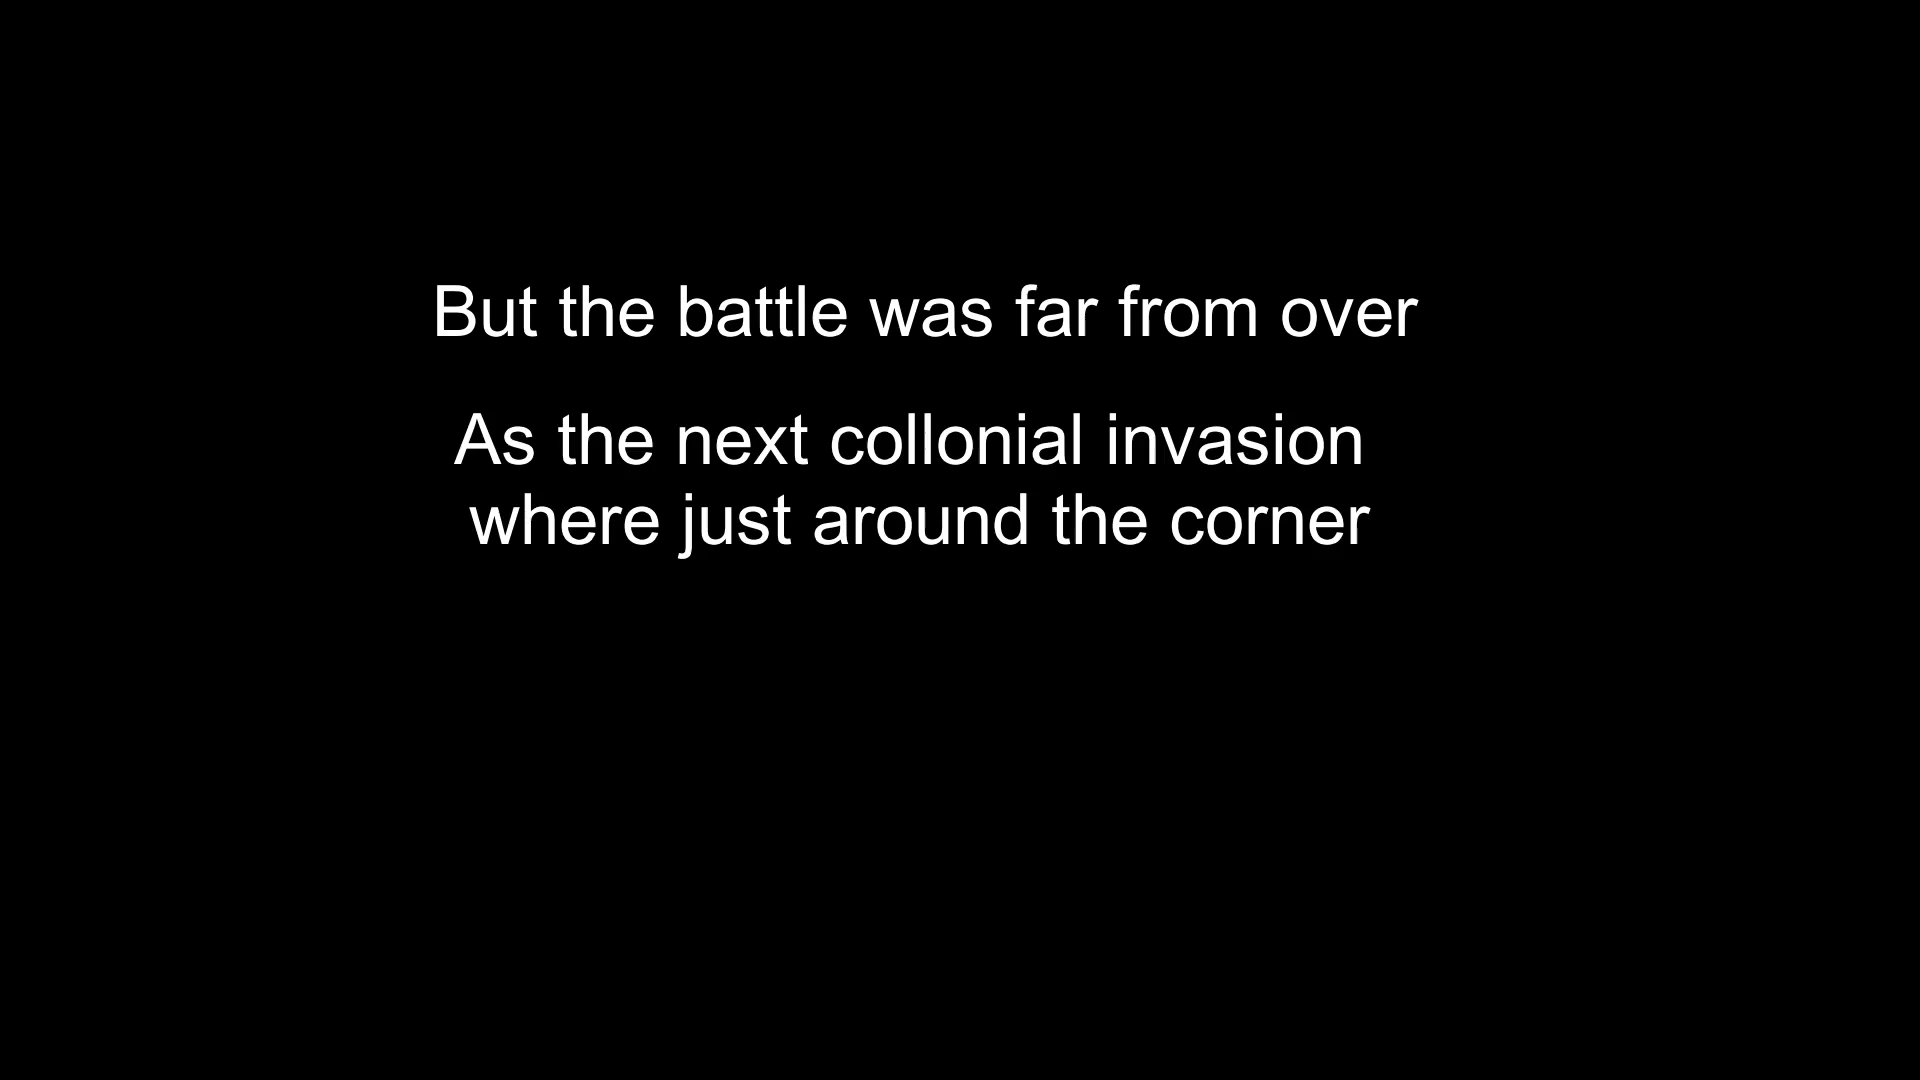 But the battle was far from over
As the next collonial invasion
where just around the corner